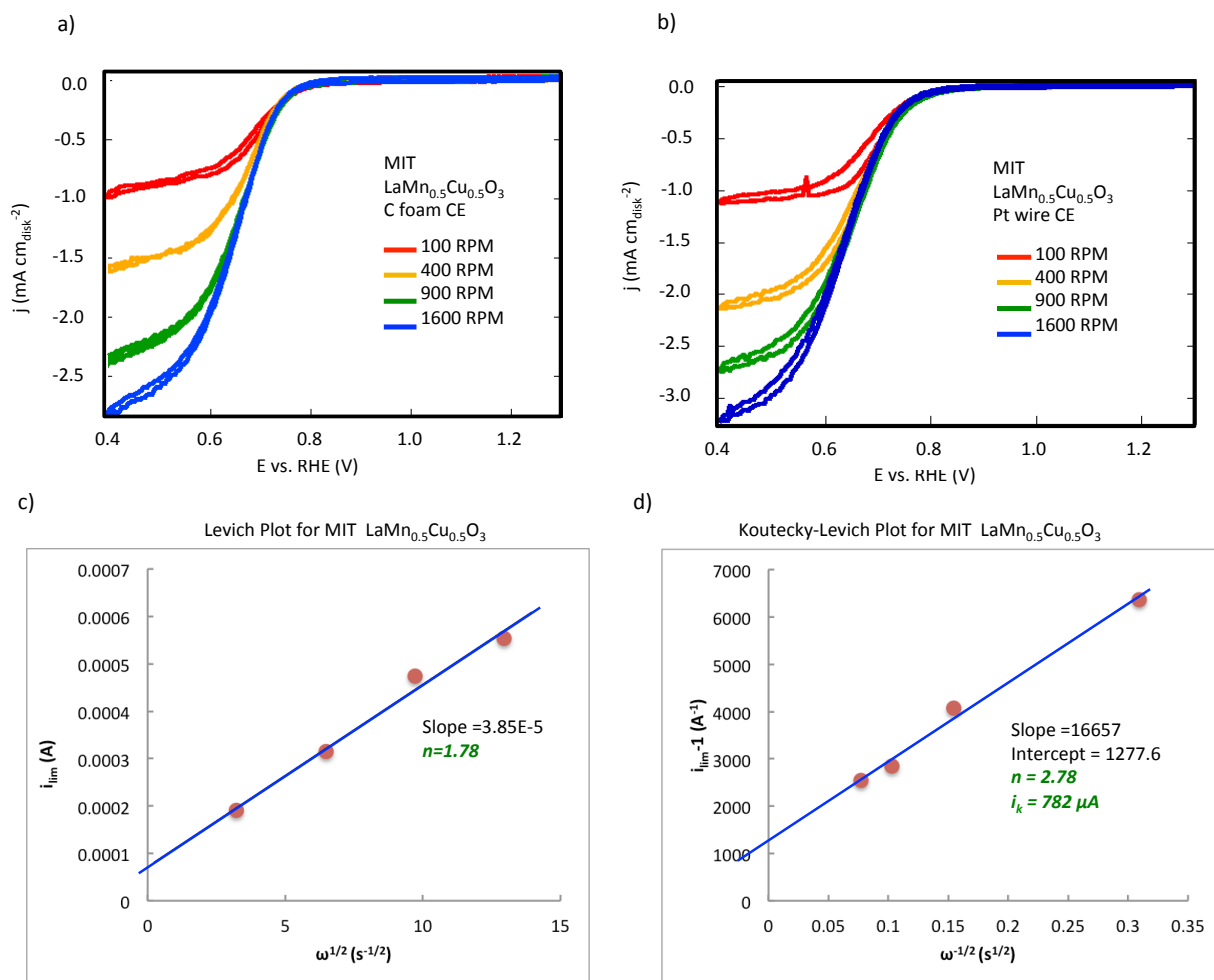 a)
0.0
-0.5
-1.0
-1.5
-2.0
-2.5
j (mA cm_disk^-2)
0.4 0.6 0.8 1.0 1.2
E vs. RHE (V)
MIT
LaMn0.5Cu0.5O3
C foam CE
100 RPM
400 RPM
900 RPM
1600 RPM
b)
0.0
-0.5
-1.0
-1.5
-2.0
-2.5
-3.0
j (mA cm_disk^-2)
0.4 0.6 0.8 1.0 1.2
E vs. RHE (V)
MIT
LaMn0.5Cu0.5O3
Pt wire CE
100 RPM
400 RPM
900 RPM
1600 RPM
c)
Levich Plot for MIT LaMn0.5Cu0.5O3
0.0007
0.0006
0.0005
0.0004
0.0003
0.0002
0.0001
0
i_lim (A)
Slope =3.85E-5
n=1.78
0 5 10 15
ω^1/2 (s^-1/2)
d)
Koutecky-Levich Plot for MIT LaMn0.5Cu0.5O3
7000
6000
5000
4000
3000
2000
1000
0
i_lim-1 (A^-1)
Slope =16657
Intercept = 1277.6
n = 2.78
i_k = 782 μA
0 0.05 0.1 0.15 0.2 0.25 0.3 0.35
ω^-1/2 (s^1/2)